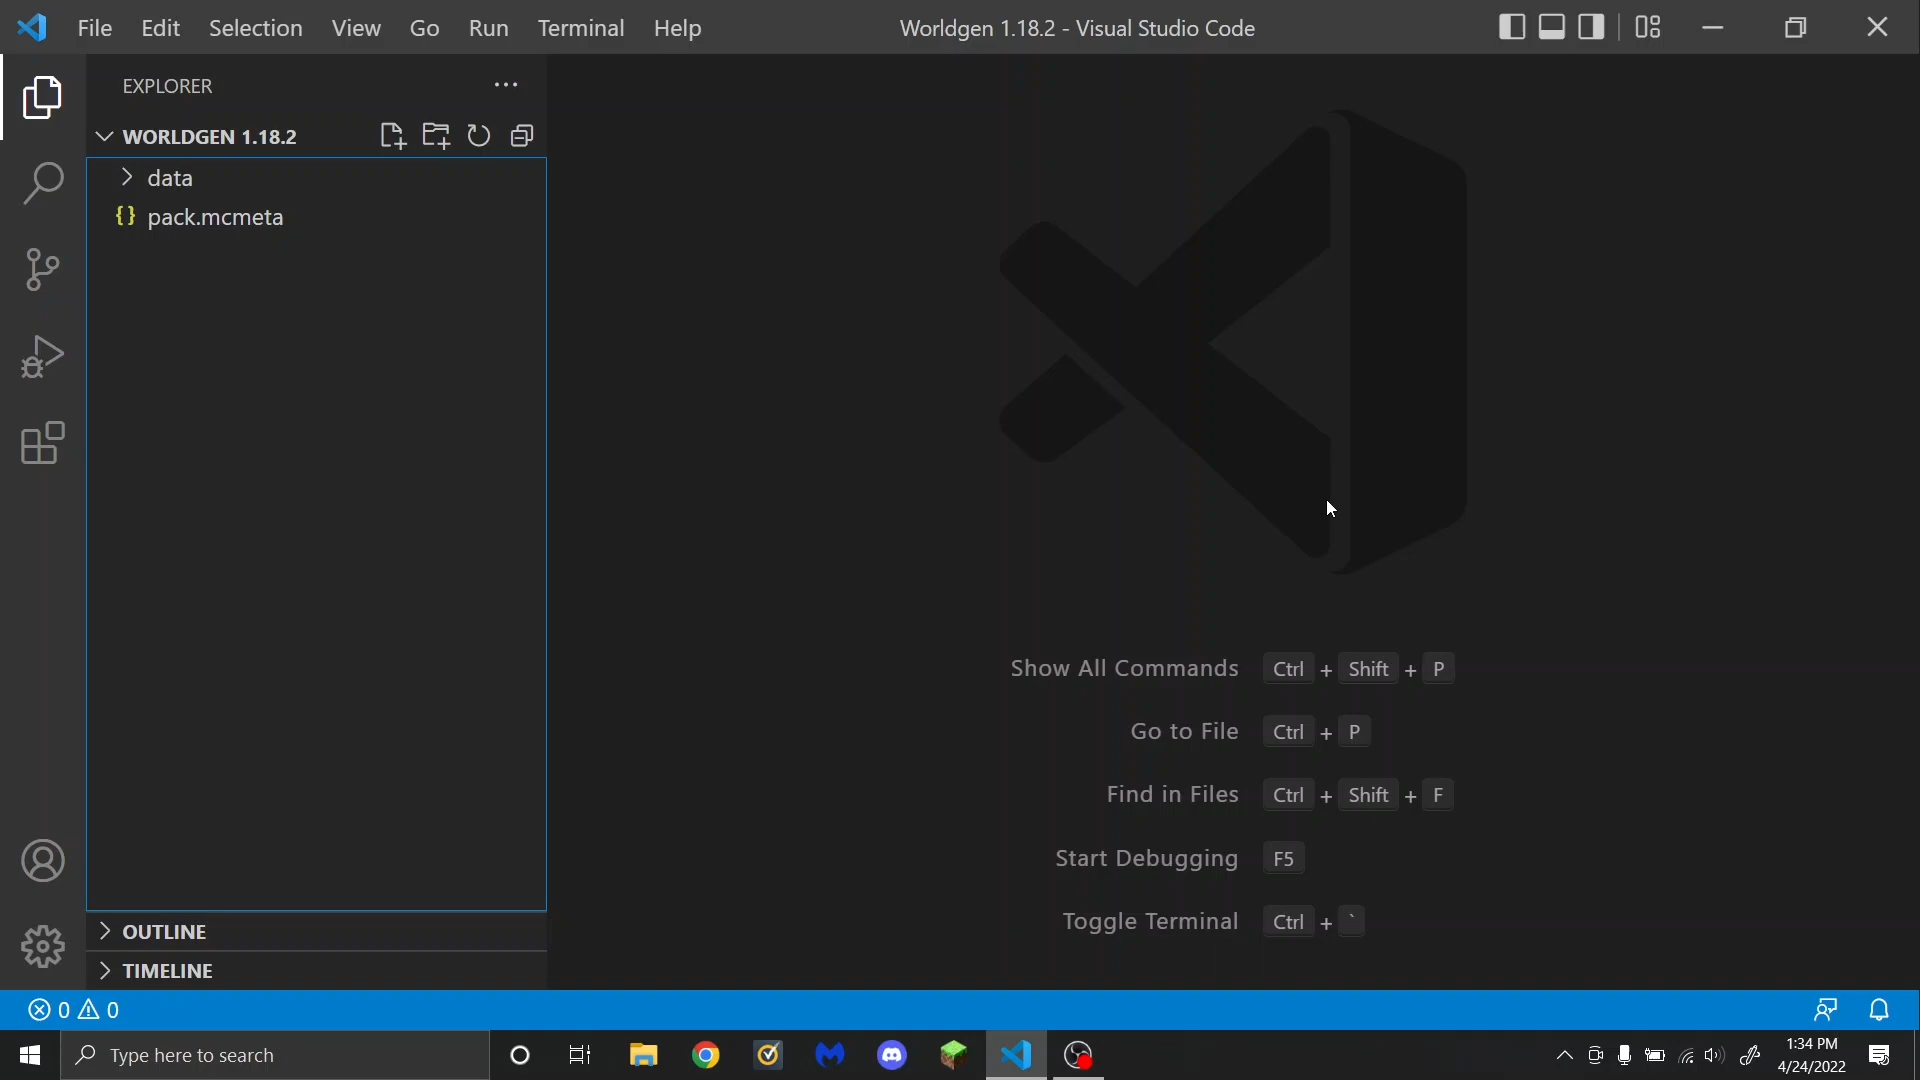 File Edit Selection View Go Run Terminal Help
Worldgen 1.18.2 - Visual Studio Code
EXPLORER
WORLDGEN 1.18.2
data
{} pack.mcmeta
Show All Commands Ctrl + Shift + P
Go to File Ctrl + P
Find in Files Ctrl + Shift + F
Start Debugging F5
Toggle Terminal Ctrl + `
OUTLINE
TIMELINE
0 0
Type here to search
1:34 PM
4/24/2022